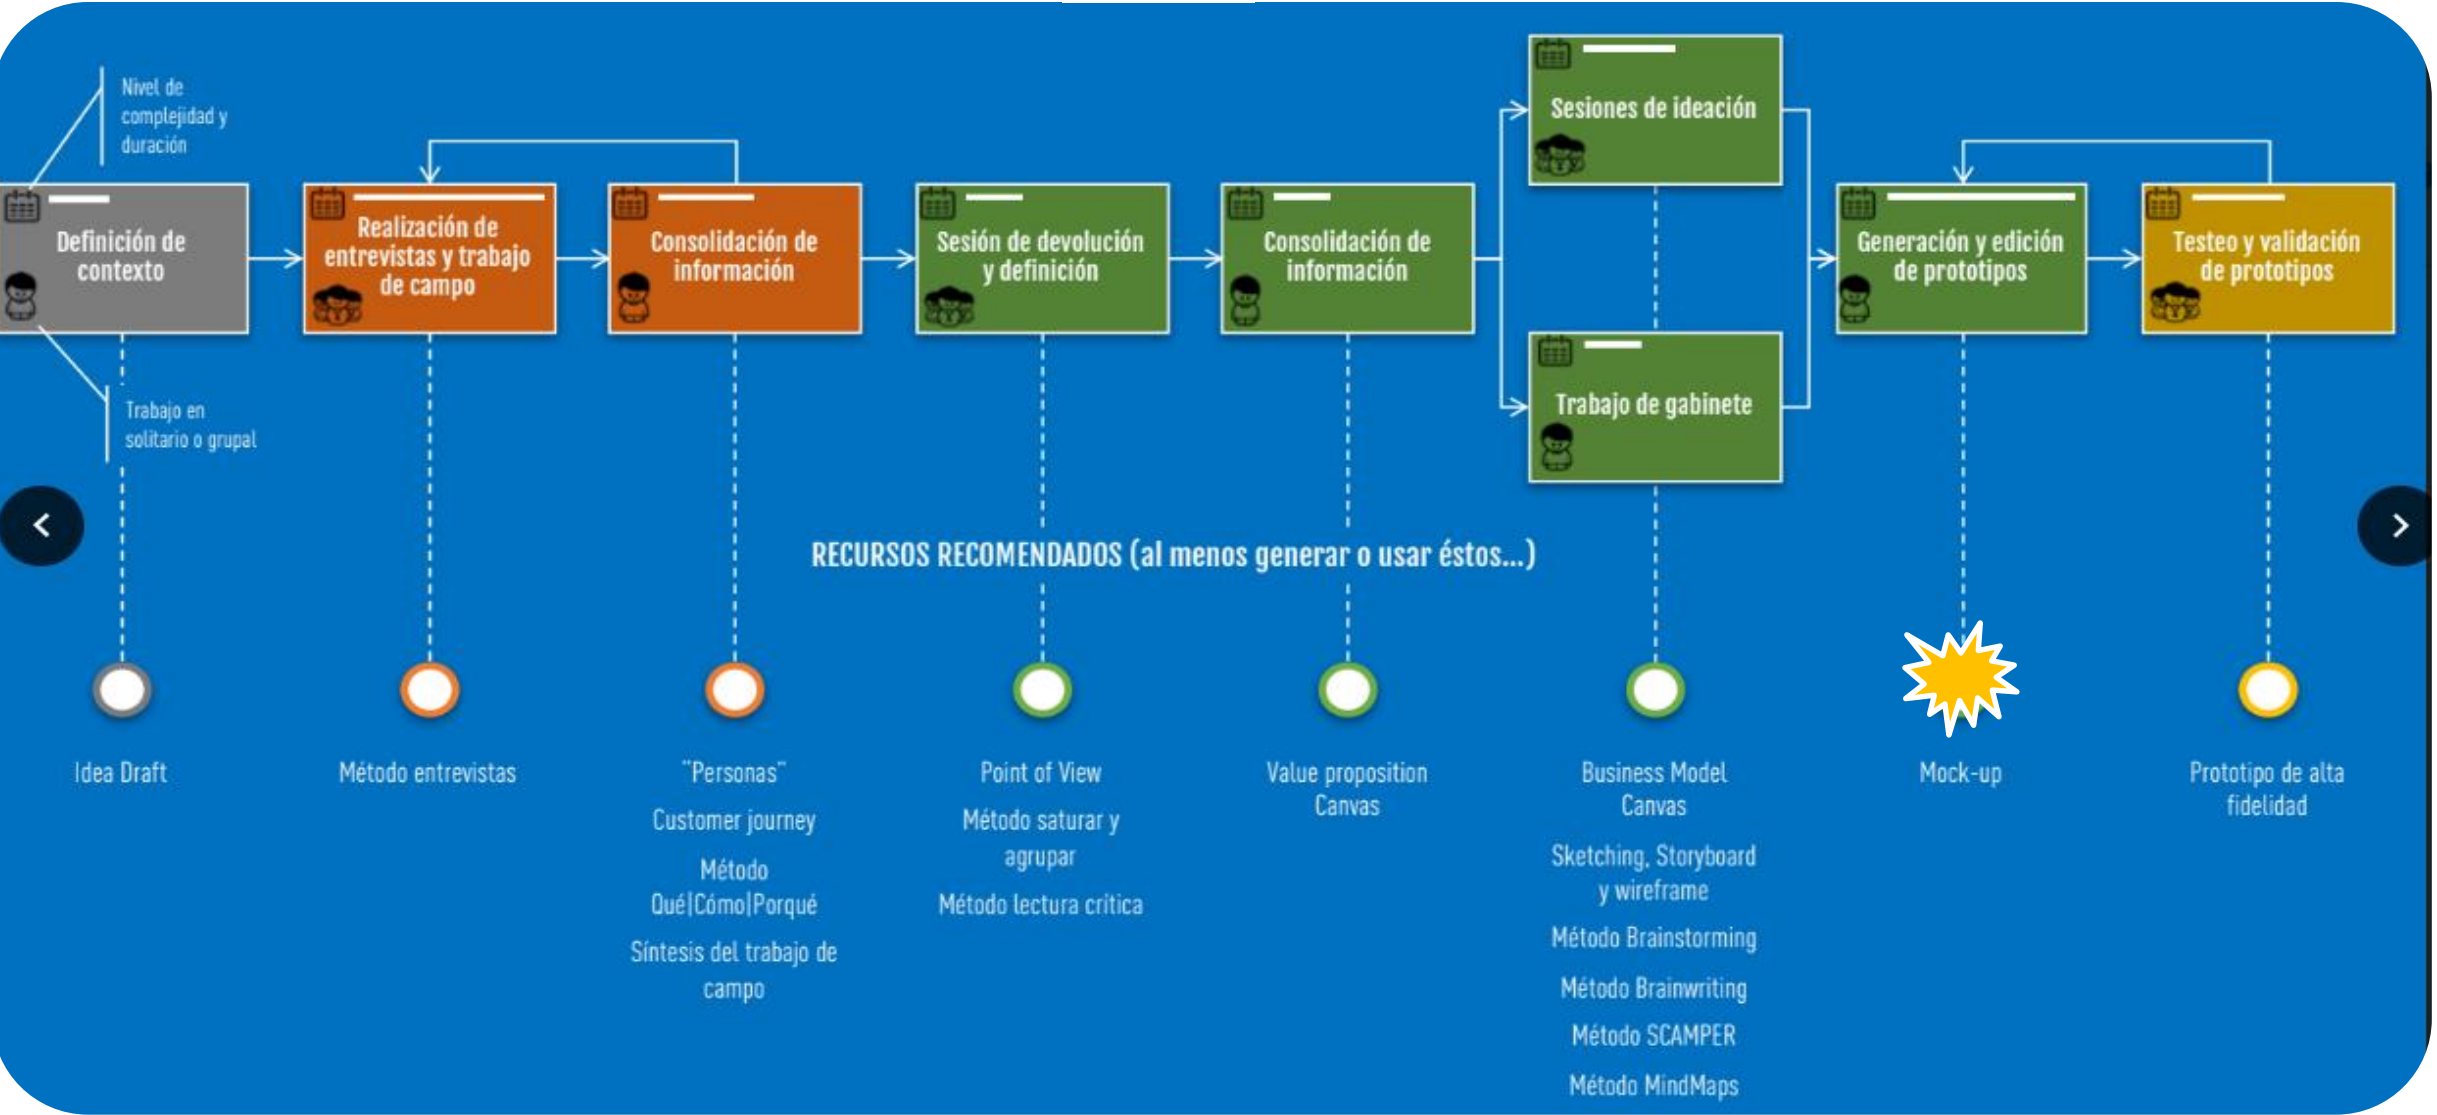 Nivel de
complejidad y
duración
Definición de
contexto
Trabajo en
solitario o grupal
Realización de
entrevistas y trabajo
de campo
Consolidación de
información
Sesión de devolución
y definición
Consolidación de
información
Sesiones de ideación
Trabajo de gabinete
Generación y edición
de prototipos
Testeo y validación
de prototipos
RECURSOS RECOMENDADOS (al menos generar o usar éstos...)
Idea Draft
Método entrevistas
"Personas"
Customer journey
Método
Qué|Cómo|Porqué
Síntesis del trabajo de
campo
Point of View
Método saturar y
agrupar
Método lectura crítica
Value proposition
Canvas
Business Model
Canvas
Sketching, Storyboard
y wireframe
Método Brainstorming
Método Brainwriting
Método SCAMPER
Método MindMaps
Mock-up
Prototipo de alta
fidelidad